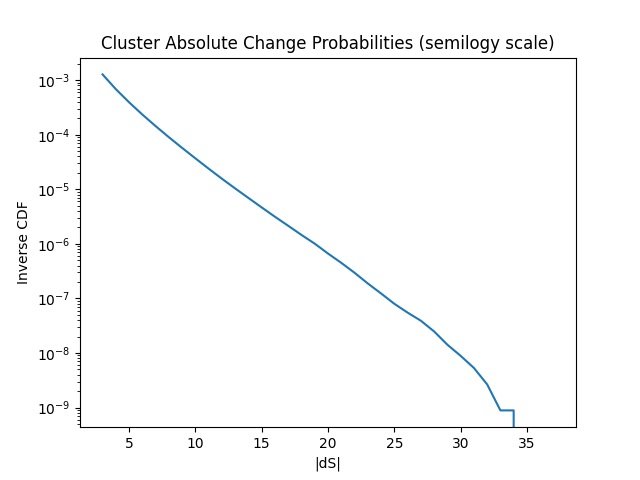 Cluster Absolute Change Probabilities (semilogy scale)
10⁻³
10⁻⁴
10⁻⁵
10⁻⁶
10⁻⁷
10⁻⁸
10⁻⁹
Inverse CDF
5 10 15 20 25 30 35
|dS|